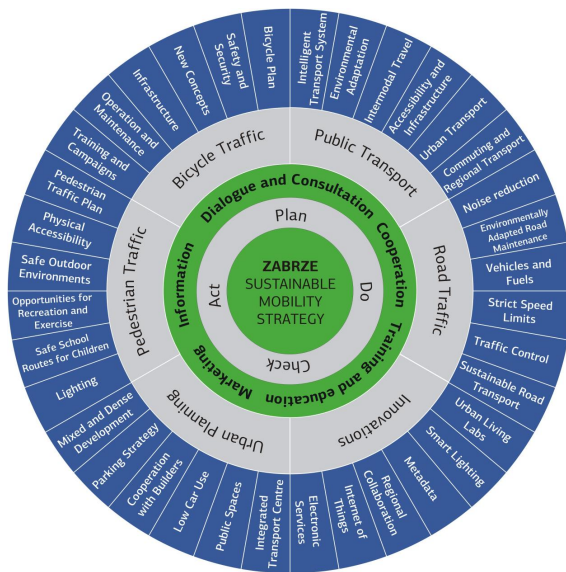 ZABRZE
SUSTAINABLE
MOBILITY
STRATEGY
Plan
Do
Check
Act
Dialogue and Consultation
Cooperation
Training and education
Marketing
Information
Public Transport
Intelligent
Transport System
Environmental
Adaptation
Intermodal Travel
Accessibility and
Infrastructure
Urban Transport
Commuting and
Regional Transport
Road Traffic
Noise reduction
Environmentally
Adapted Road
Maintenance
Vehicles and
Fuels
Strict Speed
Limits
Traffic Control
Sustainable Road
Transport
Innovations
Urban Living
Labs
Smart Lighting
Metadata
Regional
Collaboration
Internet of
Things
Electronic
Services
Urban Planning
Integrated
Transport Centre
Public Spaces
Low Car Use
Cooperation
with Builders
Parking Strategy
Mixed and Dense
Development
Pedestrian Traffic
Lighting
Safe School
Routes for Children
Opportunities for
Recreation and
Exercise
Safe Outdoor
Environments
Physical
Accessibility
Pedestrian
Traffic Plan
Bicycle Traffic
Training and
Campaigns
Operation and
Maintenance
Infrastructure
New Concepts
Safety and
Security
Bicycle Plan